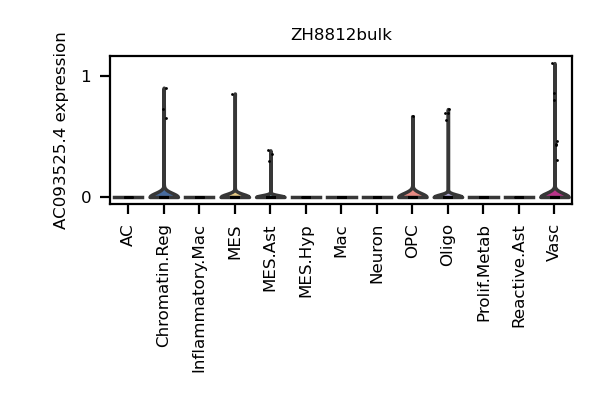 ZH8812bulk
AC093525.4 expression
1
0
AC
Chromatin.Reg
Inflammatory.Mac
MES
MES.Ast
MES.Hyp
Mac
Neuron
OPC
Oligo
Prolif.Metab
Reactive.Ast
Vasc